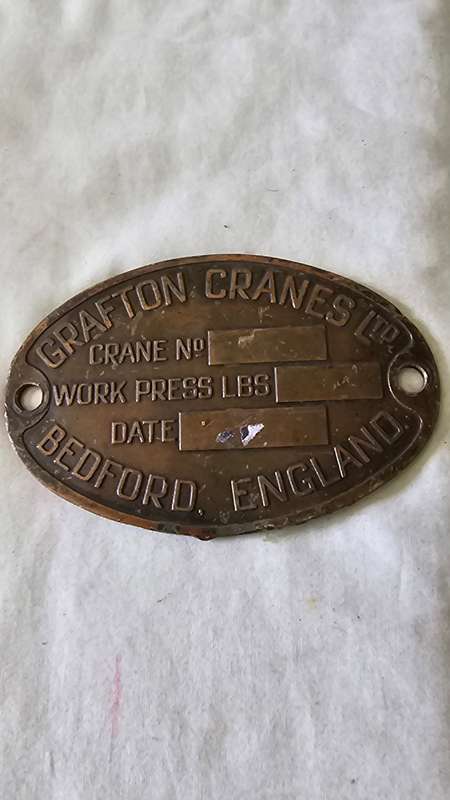 GRAFTON CRANES LTD.
CRANE No
WORK PRESS LBS
DATE
BEDFORD, ENGLAND.